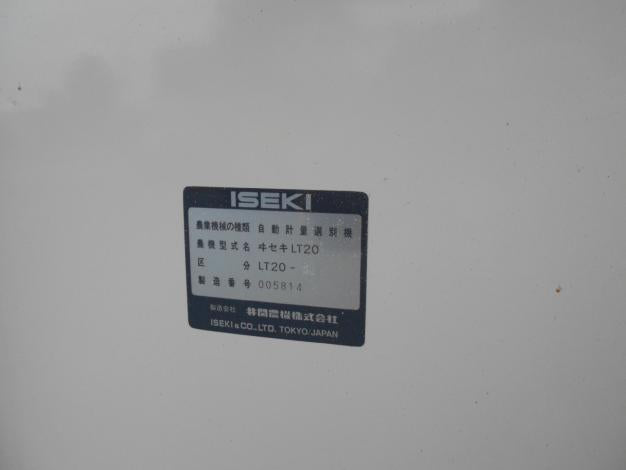 ISEKI
農業機械の種類 自動計量選別機
農機型式名 ヰセキLT20
区分 LT20-
製造番号 005814
製造会社 井関農機株式会社
ISEKI & CO., LTD. TOKYO/JAPAN